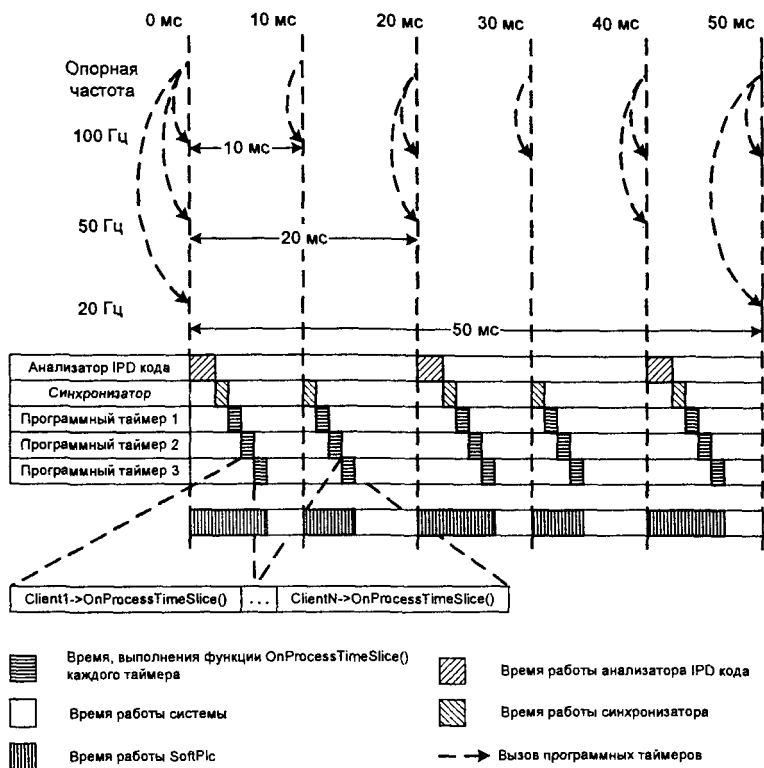 0 мс 10 мс 20 мс 30 мс 40 мс 50 мс
Опорная
частота
100 Гц
10 мс
50 Гц
20 мс
20 Гц
50 мс
Анализатор IPD кода
Синхронизатор
Программный таймер 1
Программный таймер 2
Программный таймер 3
Client1->OnProcessTimeSlice() ... ClientN->OnProcessTimeSlice()
Время, выполнения функции OnProcessTimeSlice()
каждого таймера
Время работы анализатора IPD кода
Время работы системы
Время работы синхронизатора
Время работы SoftPlc
Вызов программных таймеров